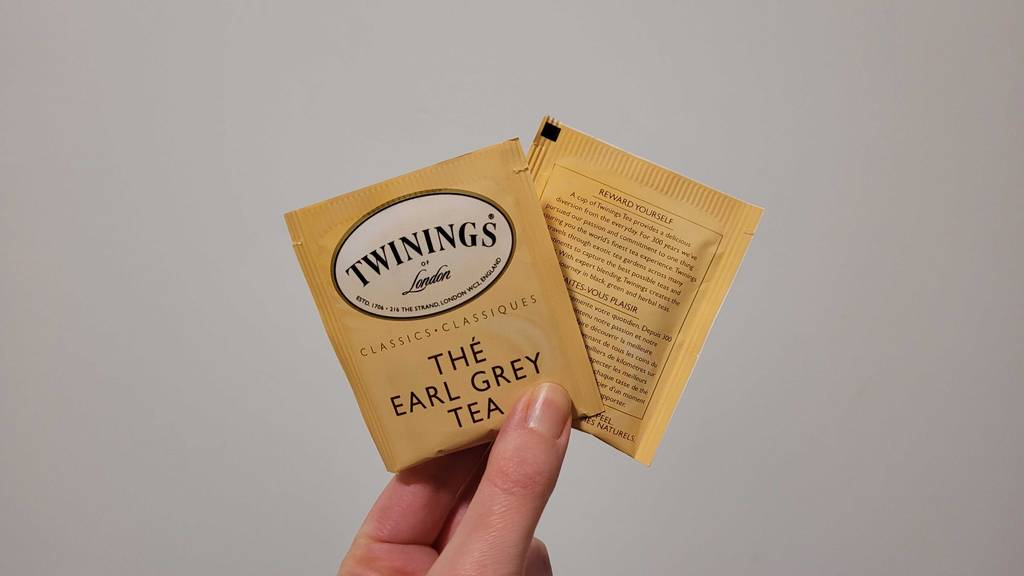 TWININGS®
OF
London
ESTD. 1706 • 216 THE STRAND, LONDON WC2, ENGLAND
CLASSICS • CLASSIQUES
THÉ
EARL GREY
TEA
REWARD YOURSELF
A cup of Twinings Tea provides a delicious
diversion from the everyday. For 300 years we've
pursued our passion and commitment to one thing
you the world's finest tea experience. Twinings
travels through exotic tea gardens across many
to capture the best possible teas and
With expert blending, Twinings creates the
journey in black, green and herbal teas.
VOUS PLAISIR
votre quotidien. Depuis 300
notre passion et notre
découvrir la meilleure
de tous les coins du
de kilomètres sur
les meilleurs
chaque tasse de thé
d'un moment
NATURELS.